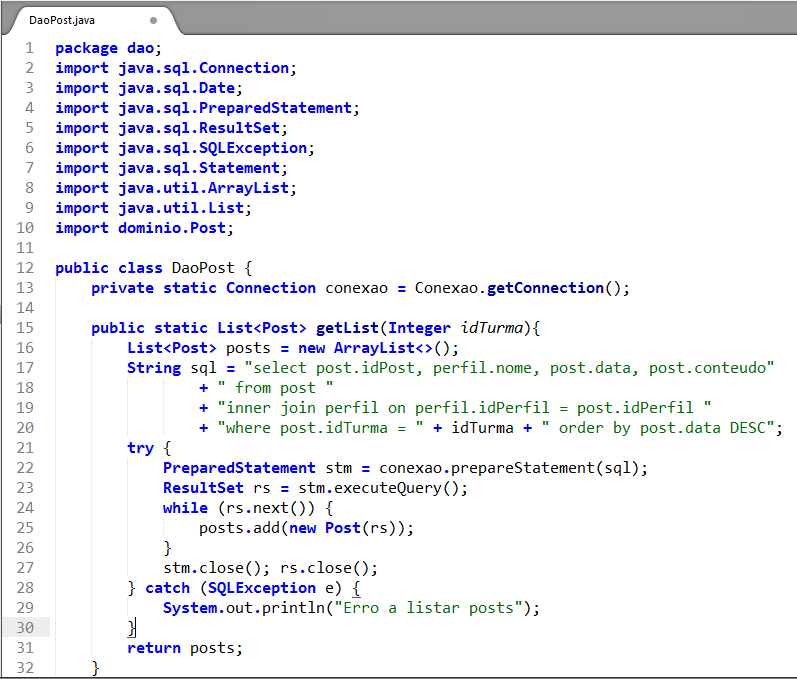 DaoPost.java
1 package dao;
2 import java.sql.Connection;
3 import java.sql.Date;
4 import java.sql.PreparedStatement;
5 import java.sql.ResultSet;
6 import java.sql.SQLException;
7 import java.sql.Statement;
8 import java.util.ArrayList;
9 import java.util.List;
10 import dominio.Post;
11
12 public class DaoPost {
13     private static Connection conexao = Conexao.getConnection();
14
15     public static List<Post> getList(Integer idTurma){
16         List<Post> posts = new ArrayList<>();
17         String sql = "select post.idPost, perfil.nome, post.data, post.conteudo"
18                 + " from post "
19                 + "inner join perfil on perfil.idPerfil = post.idPerfil "
20                 + "where post.idTurma = " + idTurma + " order by post.data DESC";
21         try {
22             PreparedStatement stm = conexao.prepareStatement(sql);
23             ResultSet rs = stm.executeQuery();
24             while (rs.next()) {
25                 posts.add(new Post(rs));
26             }
27             stm.close(); rs.close();
28         } catch (SQLException e) {
29             System.out.println("Erro a listar posts");
30         }
31         return posts;
32     }